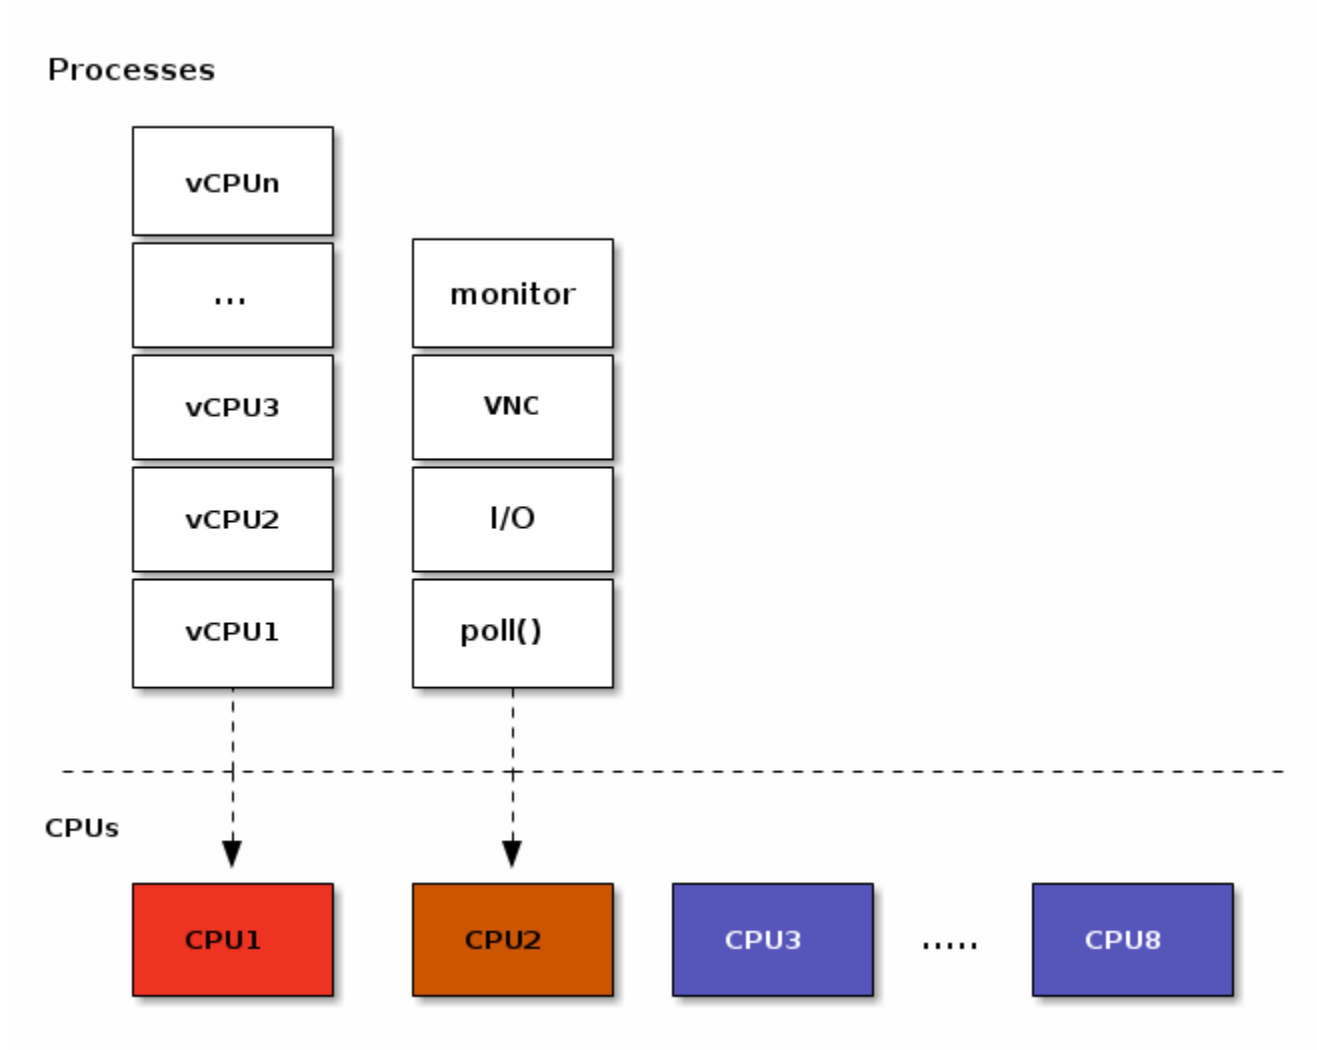 Processes
vCPUn
...
vCPU3
vCPU2
vCPU1
monitor
VNC
I/O
poll()
CPUs
CPU1
CPU2
CPU3
.....
CPU8